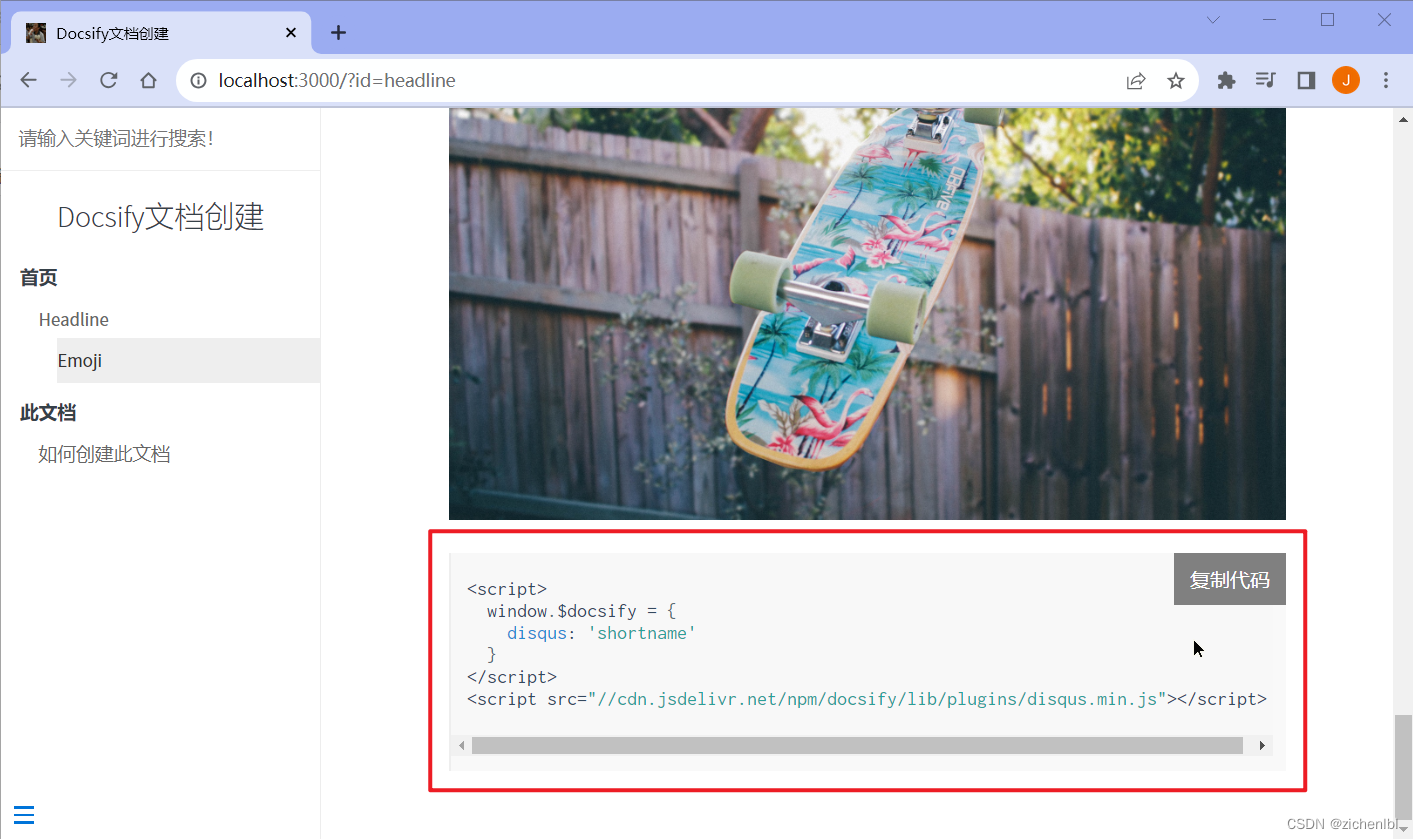 Docsify文档创建
localhost:3000/?id=headline
J
请输入关键词进行搜索!
Docsify文档创建
首页
Headline
Emoji
此文档
如何创建此文档
复制代码
<script>
  window.$docsify = {
    disqus: 'shortname'
  }
</script>
<script src="//cdn.jsdelivr.net/npm/docsify/lib/plugins/disqus.min.js"></script>
CSDN @zichenlbl